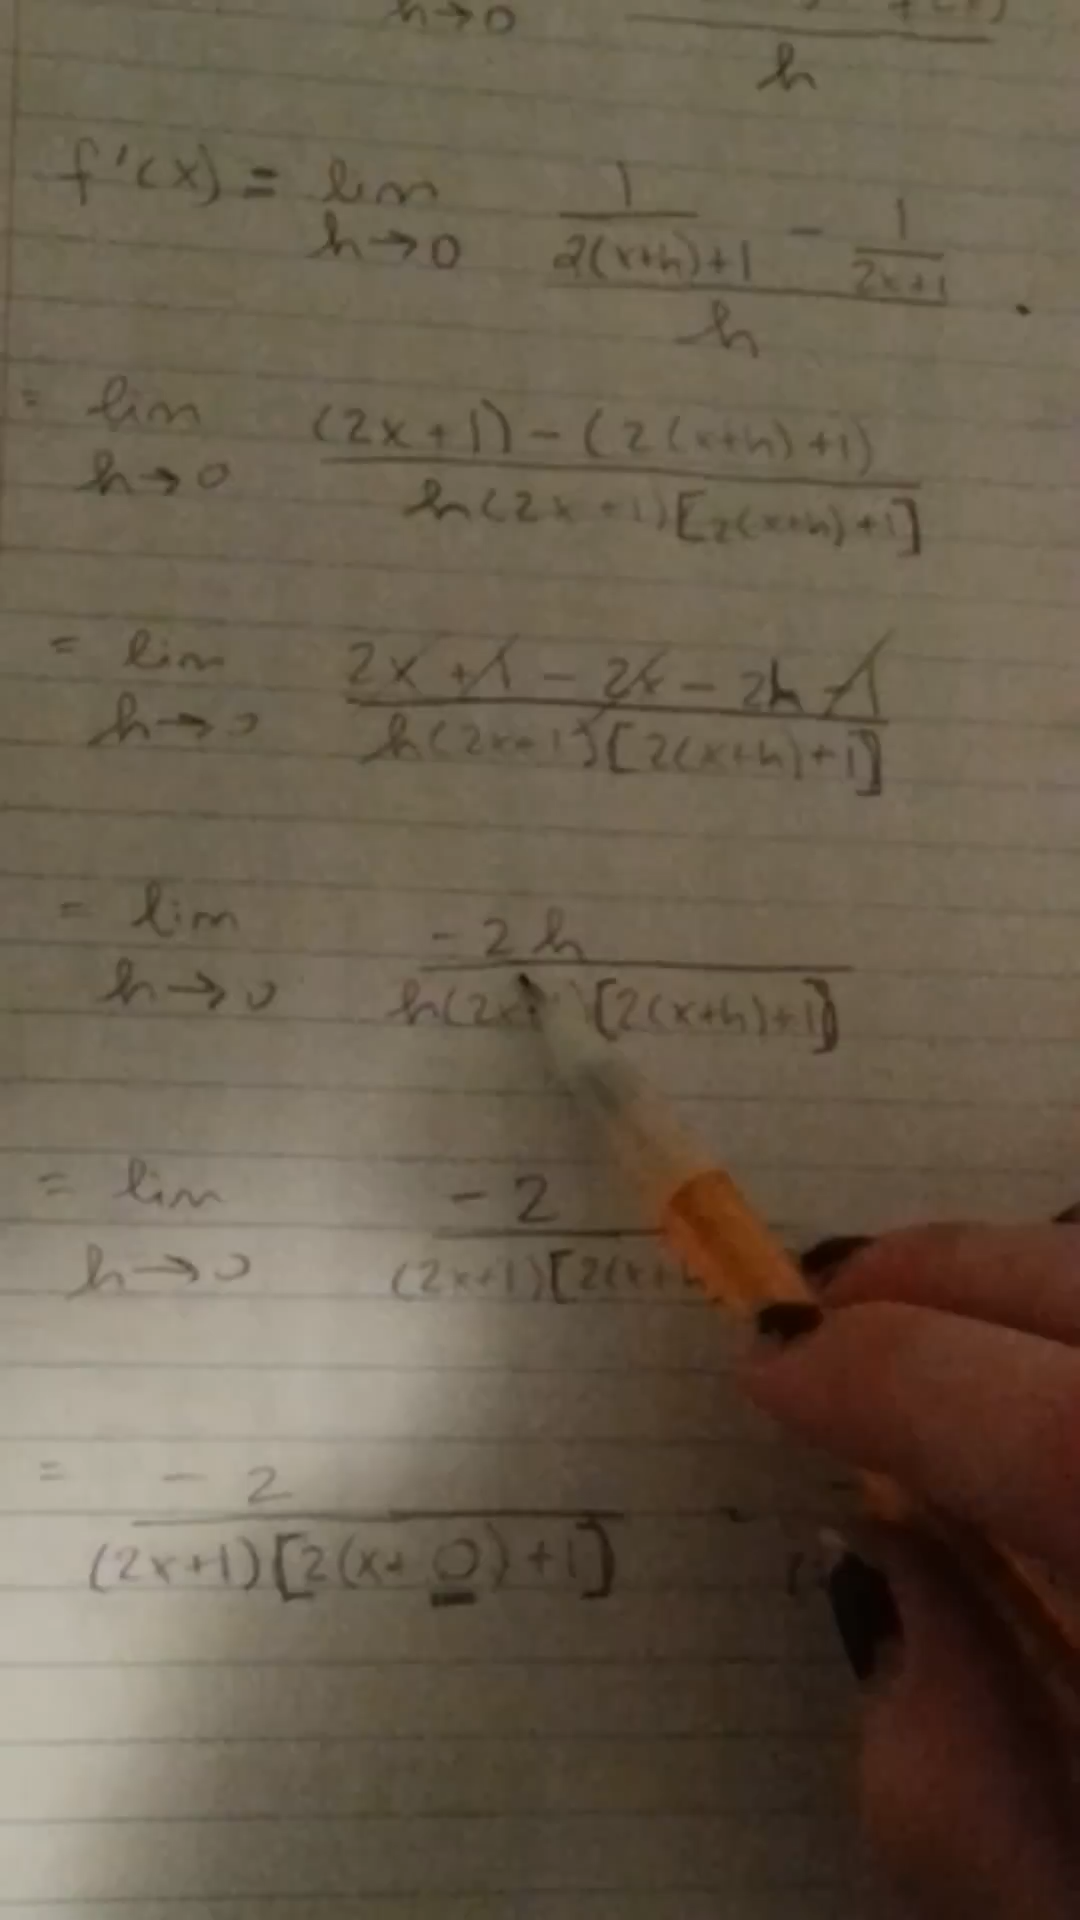 h→0 h
f'(x) = lim h→0 1/(2(x+h)+1) - 1/(2x+1) / h .
= lim h→0 (2x+1) - (2(x+h)+1) / h(2x+1)[2(x+h)+1]
= lim h→0 2x + 1 - 2x - 2h - 1 / h(2x+1)[2(x+h)+1]
= lim h→0 -2h / h(2x [2(x+h)+1]
= lim h→0 -2 / (2x+1)[2(x+h
= -2 / (2x+1)[2(x+0)+1]